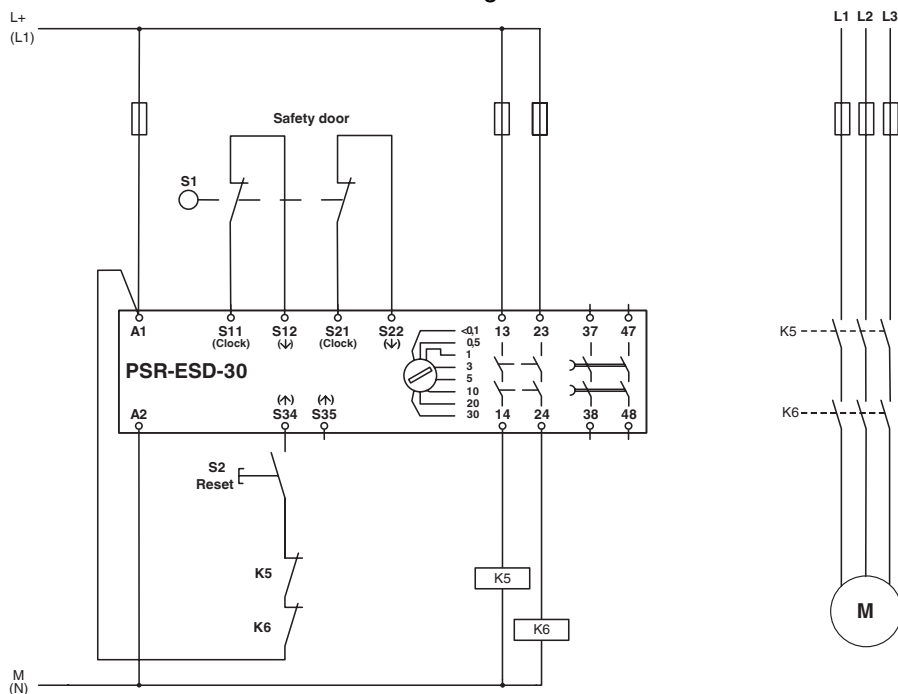 L+
(L1)
L1 L2 L3
Safety door
S1
A1 S11 S12 S21 S22 13 23 37 47
(Clock) (↓) (Clock) (↓)
<0,1
0,5
1
3
5
10
20
30
PSR-ESD-30
(↑) (↑)
A2 S34 S35 14 24 38 48
K5
K6
S2
Reset
K5
K6
K5
K6
M
M
(N)